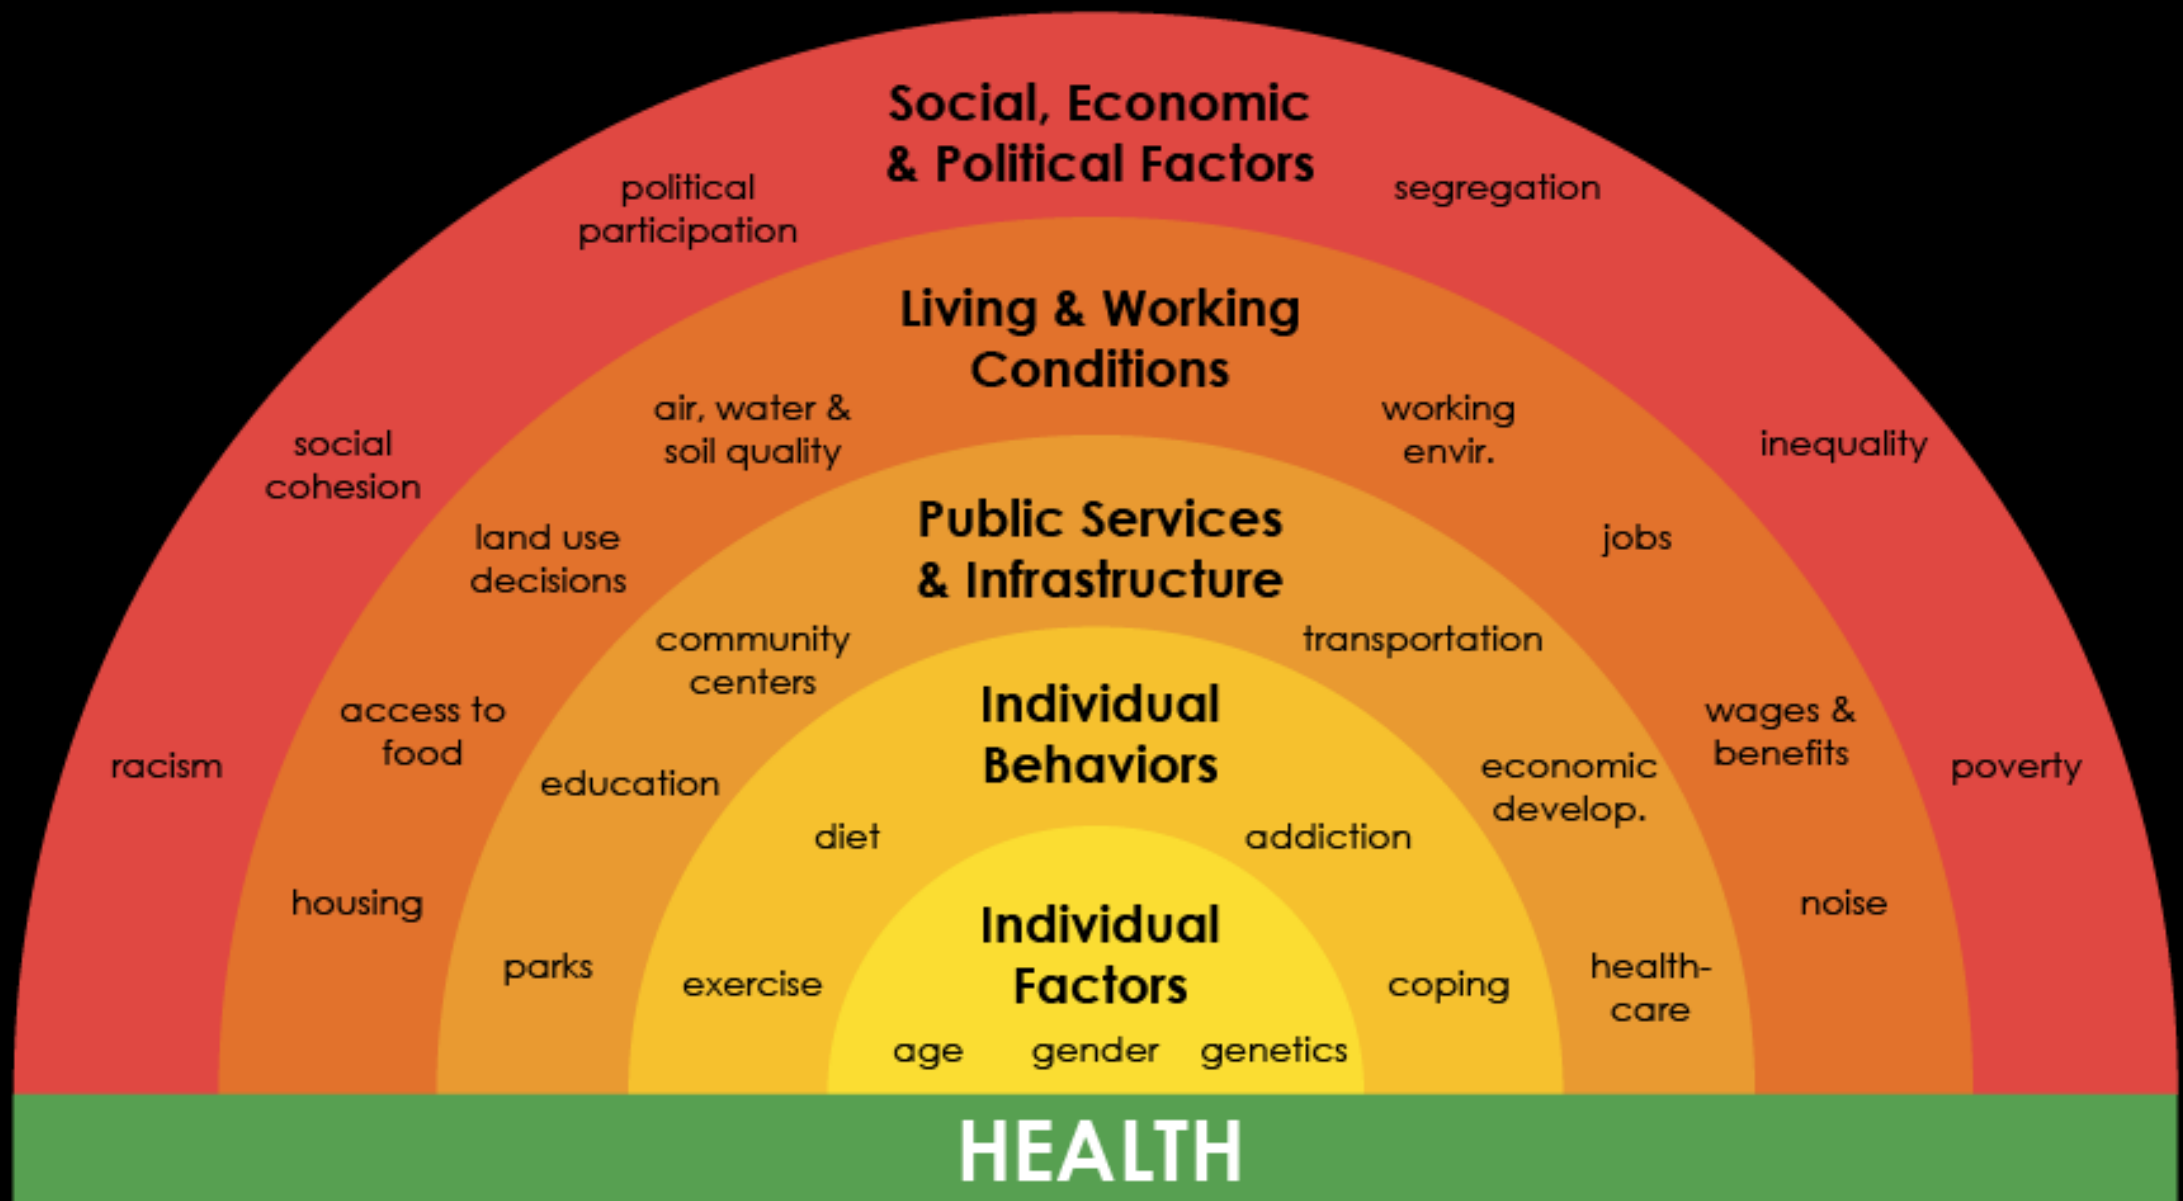 Social, Economic
& Political Factors
political
participation
segregation
social
cohesion
inequality
racism
poverty
Living & Working
Conditions
air, water &
soil quality
working
envir.
land use
decisions
jobs
access to
food
wages &
benefits
housing
noise
Public Services
& Infrastructure
community
centers
transportation
education
economic
develop.
parks
health-
care
Individual
Behaviors
diet
addiction
exercise
coping
Individual
Factors
age
gender
genetics
HEALTH